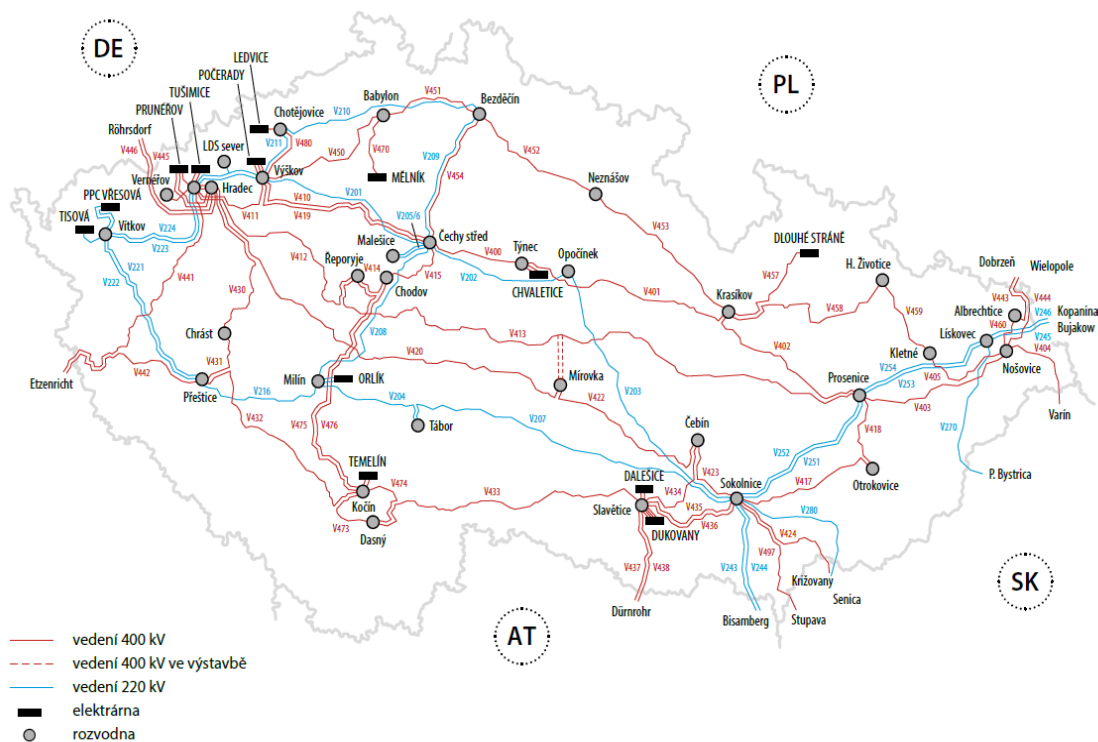 DE
PL
AT
SK
LEDVICE
POČERADY
TUŠIMICE
PRUNÉŘOV
Röhrsdorf
LDS sever
Chotějovice
V210
Babylon
V451
Bezděčín
V446
V445
V211
V480
V450
V470
MĚLNÍK
V209
V454
V452
Neznášov
Vernéřov
Hradec
Výškov
V411
V410
V419
V201
V205/6
PPC VŘESOVÁ
TISOVÁ
Vítkov
V224
V223
V221
V222
V441
V412
V430
Malešice
Čechy střed
Řeporyje
V414
V415
Chodov
V400
V202
Týnec
Opočínek
CHVALETICE
V401
V453
DLOUHÉ STRÁNĚ
V457
Krasíkov
V458
H. Životice
V459
Dobrzeň
Wielopole
V443
V444
Albrechtice
V246
Kopanina
Bujakow
V245
V460
Lískovec
V404
Kletné
V405
Nošovice
V254
V253
V403
Varín
V270
P. Bystrica
Chrást
V431
V442
Etzenricht
Přeštice
V216
V432
V208
V413
V420
Milín
ORLÍK
V204
Tábor
V475
V476
Mírovka
V422
V203
V207
V402
Prosenice
V418
Otrokovice
V417
V252
V251
Čebín
V423
Sokolnice
V434
V435
V436
DALEŠICE
Slavětice
DUKOVANY
TEMELÍN
Kočín
V474
V473
Dasný
V433
V437
V438
Dürnrohr
V243
V244
Bisamberg
V280
V424
V497
Križovany
Senica
Stupava
vedení 400 kV
vedení 400 kV ve výstavbě
vedení 220 kV
elektrárna
rozvodna